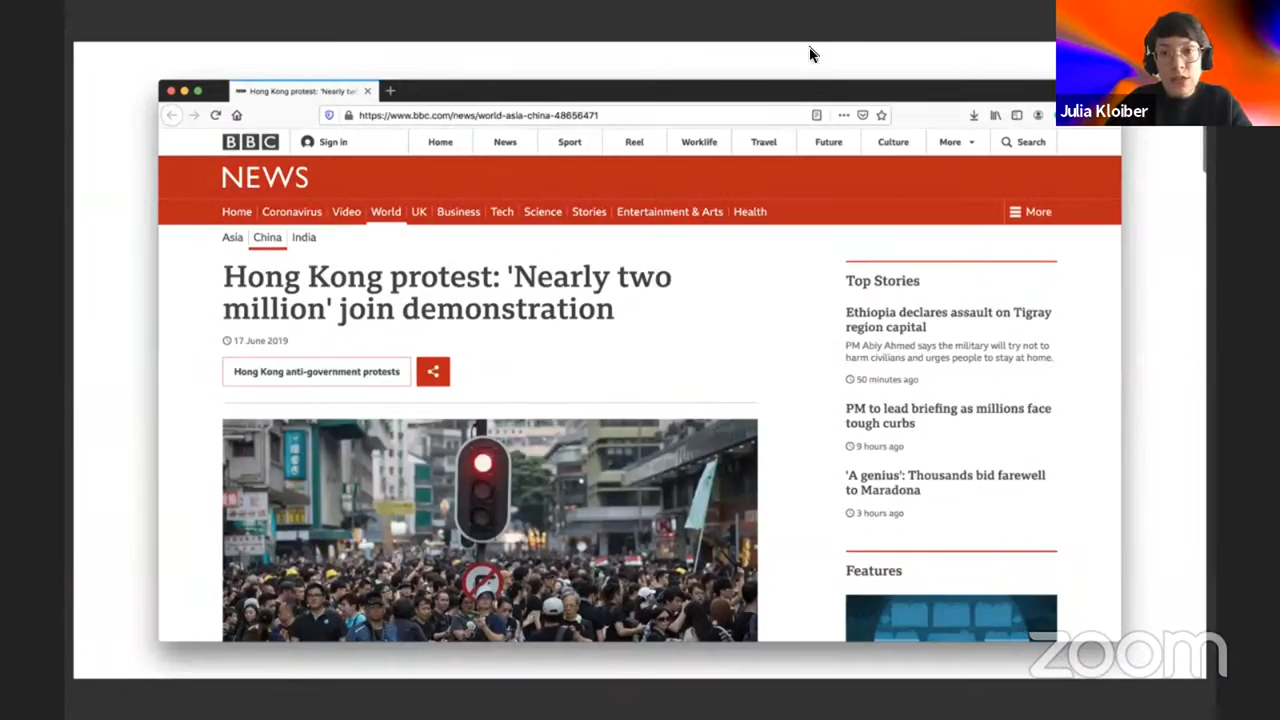 Julia Kloiber
Hong Kong protest: 'Nearly tw
https://www.bbc.com/news/world-asia-china-48656471
BBC Sign in Home News Sport Reel Worklife Travel Future Culture More Search
NEWS
Home Coronavirus Video World UK Business Tech Science Stories Entertainment & Arts Health More
Asia China India
Hong Kong protest: 'Nearly two
million' join demonstration
17 June 2019
Hong Kong anti-government protests
Top Stories
Ethiopia declares assault on Tigray
region capital
PM Abiy Ahmed says the military will try not to
harm civilians and urges people to stay at home.
50 minutes ago
PM to lead briefing as millions face
tough curbs
9 hours ago
'A genius': Thousands bid farewell
to Maradona
3 hours ago
Features
zoom